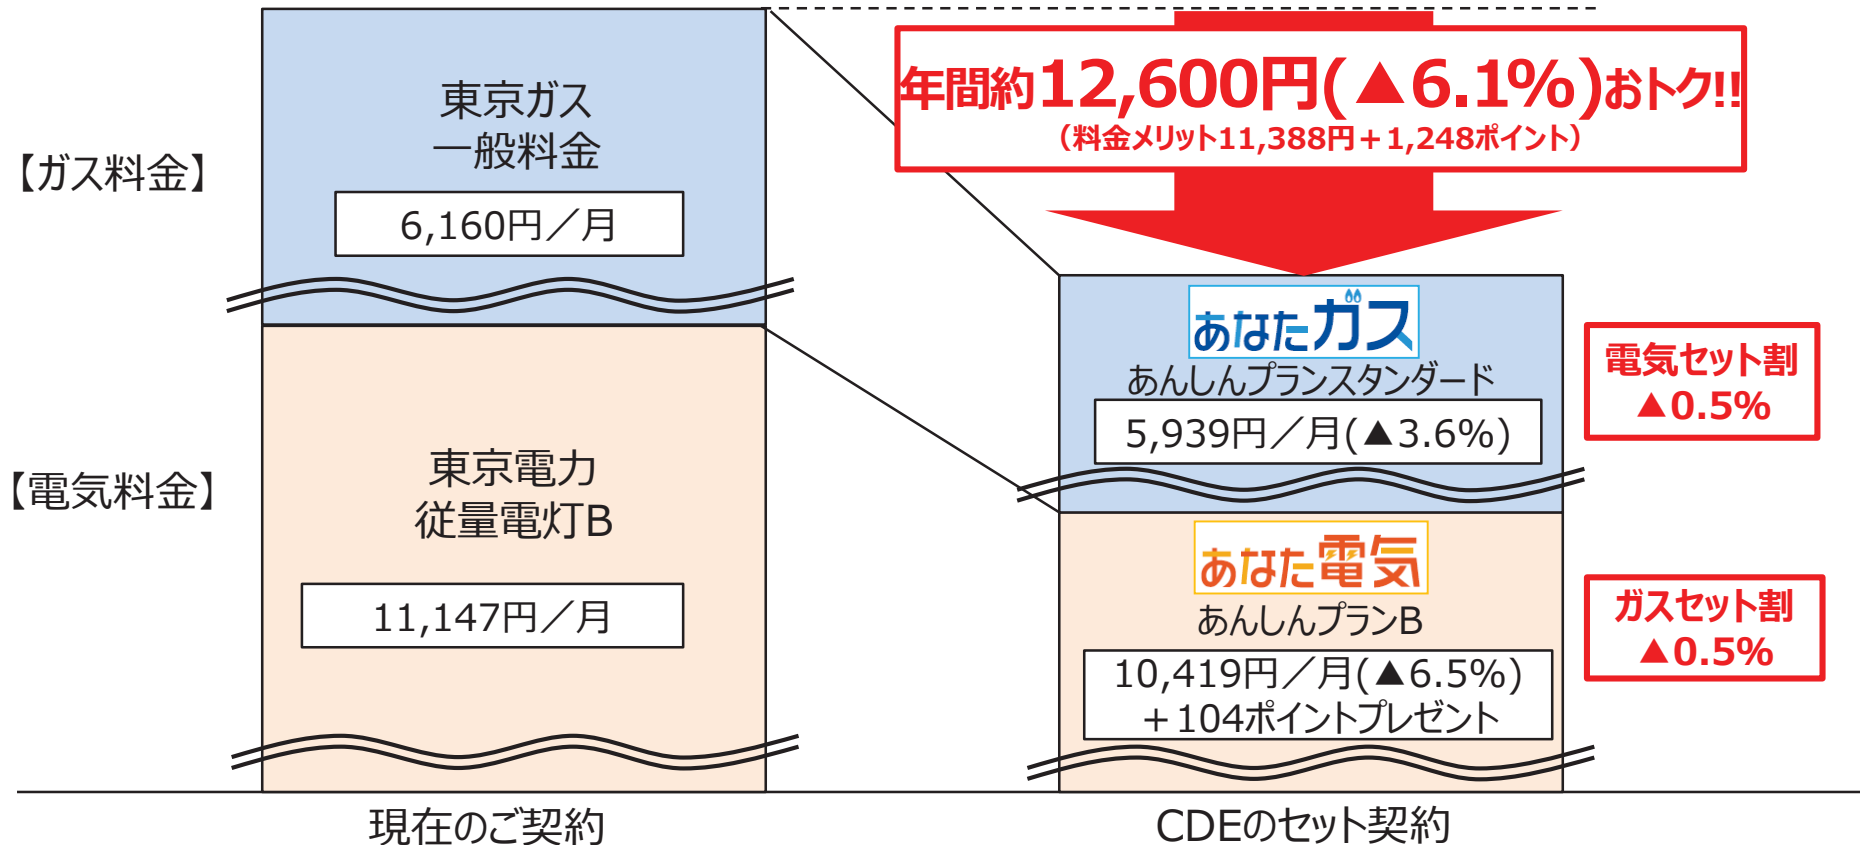 【ガス料金】
東京ガス
一般料金
6,160円／月
【電気料金】
東京電力
従量電灯B
11,147円／月
現在のご契約
年間約12,600円(▲6.1%)おトク!!
（料金メリット11,388円＋1,248ポイント）
あなたガス
あんしんプランスタンダード
5,939円／月(▲3.6%)
電気セット割
▲0.5%
あなた電気
あんしんプランB
10,419円／月(▲6.5%)
＋104ポイントプレゼント
ガスセット割
▲0.5%
CDEのセット契約